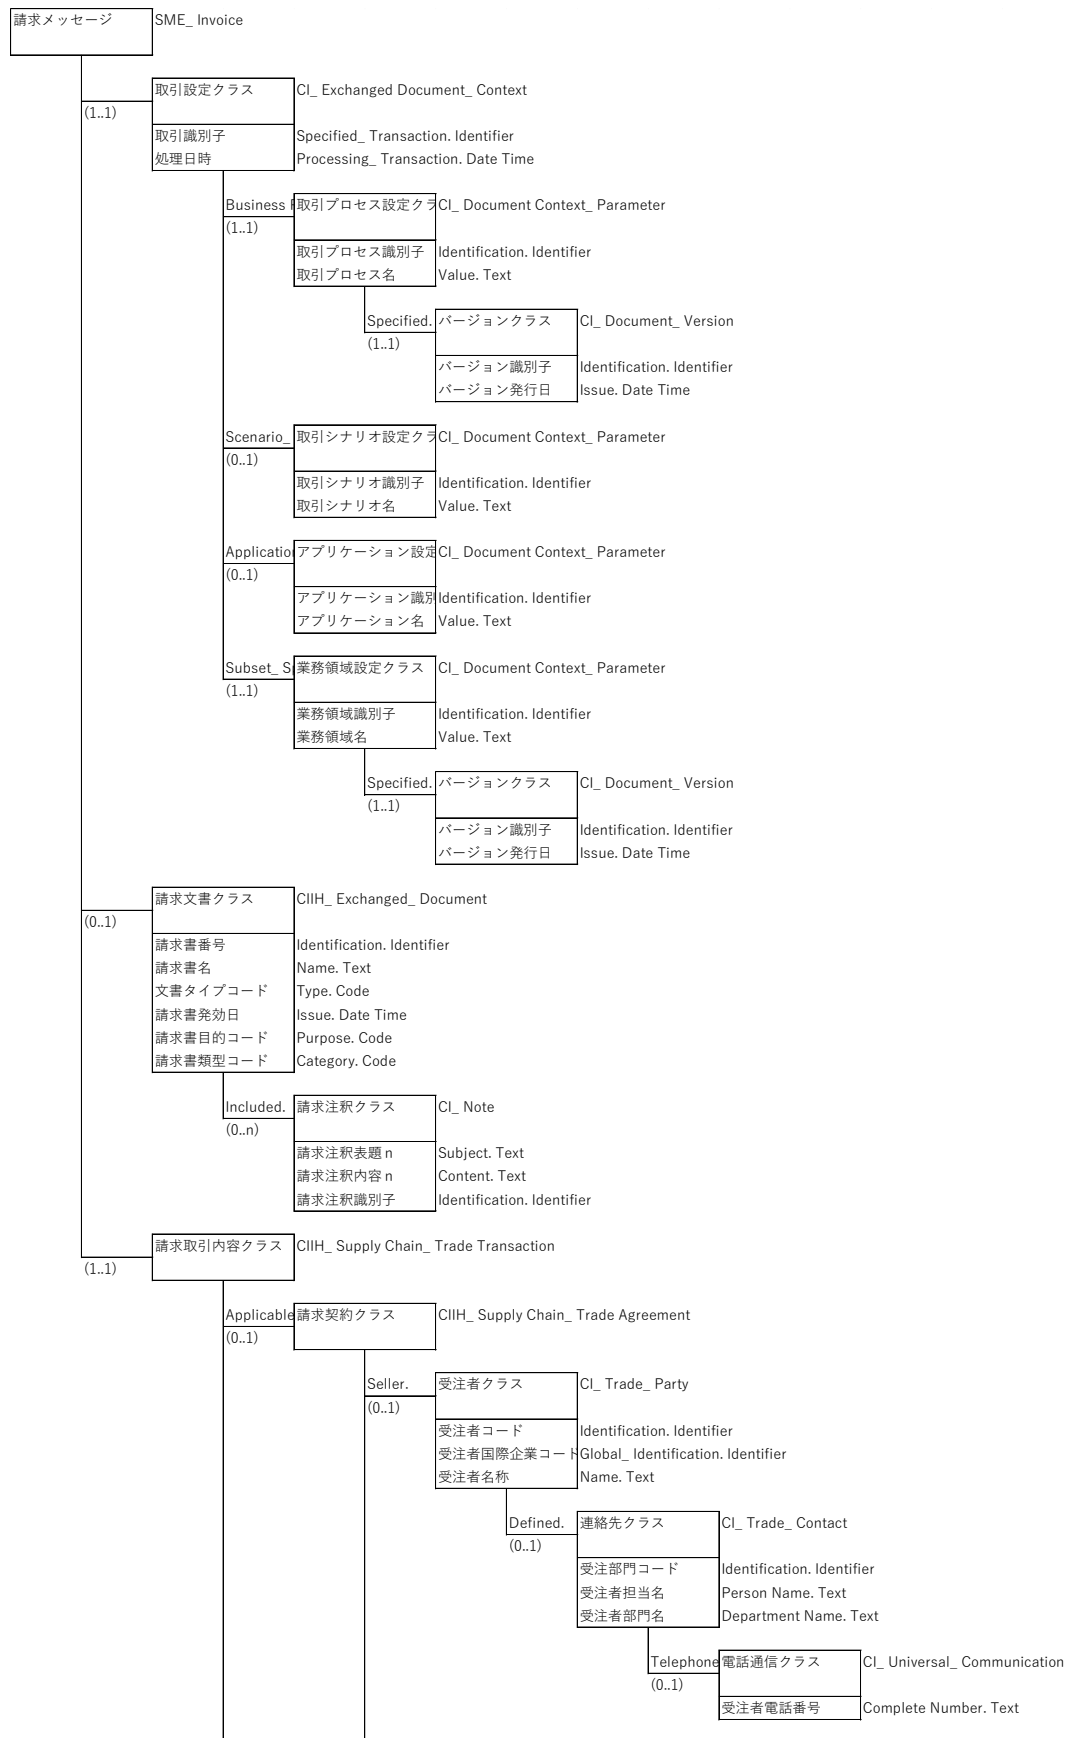 請求メッセージ SME_ Invoice
取引設定クラス CI_ Exchanged Document_ Context
(1..1)
取引識別子 Specified_ Transaction. Identifier
処理日時 Processing_ Transaction. Date Time
Business 取引プロセス設定クラ CI_ Document Context_ Parameter
(1..1)
取引プロセス識別子 Identification. Identifier
取引プロセス名 Value. Text
Specified. バージョンクラス CI_ Document_ Version
(1..1)
バージョン識別子 Identification. Identifier
バージョン発行日 Issue. Date Time
Scenario_ 取引シナリオ設定クラ CI_ Document Context_ Parameter
(0..1)
取引シナリオ識別子 Identification. Identifier
取引シナリオ名 Value. Text
Application アプリケーション設定 CI_ Document Context_ Parameter
(0..1)
アプリケーション識別 Identification. Identifier
アプリケーション名 Value. Text
Subset_ S 業務領域設定クラス CI_ Document Context_ Parameter
(1..1)
業務領域識別子 Identification. Identifier
業務領域名 Value. Text
Specified. バージョンクラス CI_ Document_ Version
(1..1)
バージョン識別子 Identification. Identifier
バージョン発行日 Issue. Date Time
請求文書クラス CIIH_ Exchanged_ Document
(0..1)
請求書番号 Identification. Identifier
請求書名 Name. Text
文書タイプコード Type. Code
請求書発効日 Issue. Date Time
請求書目的コード Purpose. Code
請求書類型コード Category. Code
Included. 請求注釈クラス CI_ Note
(0..n)
請求注釈表題n Subject. Text
請求注釈内容n Content. Text
請求注釈識別子 Identification. Identifier
請求取引内容クラス CIIH_ Supply Chain_ Trade Transaction
(1..1)
Applicable 請求契約クラス CIIH_ Supply Chain_ Trade Agreement
(0..1)
Seller. 受注者クラス CI_ Trade_ Party
(0..1)
受注者コード Identification. Identifier
受注者国際企業コード Global_ Identification. Identifier
受注者名称 Name. Text
Defined. 連絡先クラス CI_ Trade_ Contact
(0..1)
受注部門コード Identification. Identifier
受注者担当名 Person Name. Text
受注者部門名 Department Name. Text
Telephone 電話通信クラス CI_ Universal_ Communication
(0..1)
受注者電話番号 Complete Number. Text